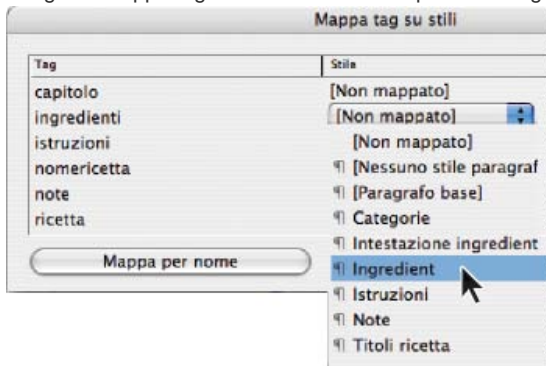 Mappa tag su stili
Tag Stile
capitolo [Non mappato]
ingredienti [Non mappato]
istruzioni [Non mappato]
nomericetta ¶ [Nessuno stile paragraf
note ¶ [Paragrafo base]
ricetta ¶ Categorie
¶ Intestazione ingredient
Mappa per nome ¶ Ingredient
¶ Istruzioni
¶ Note
¶ Titoli ricetta